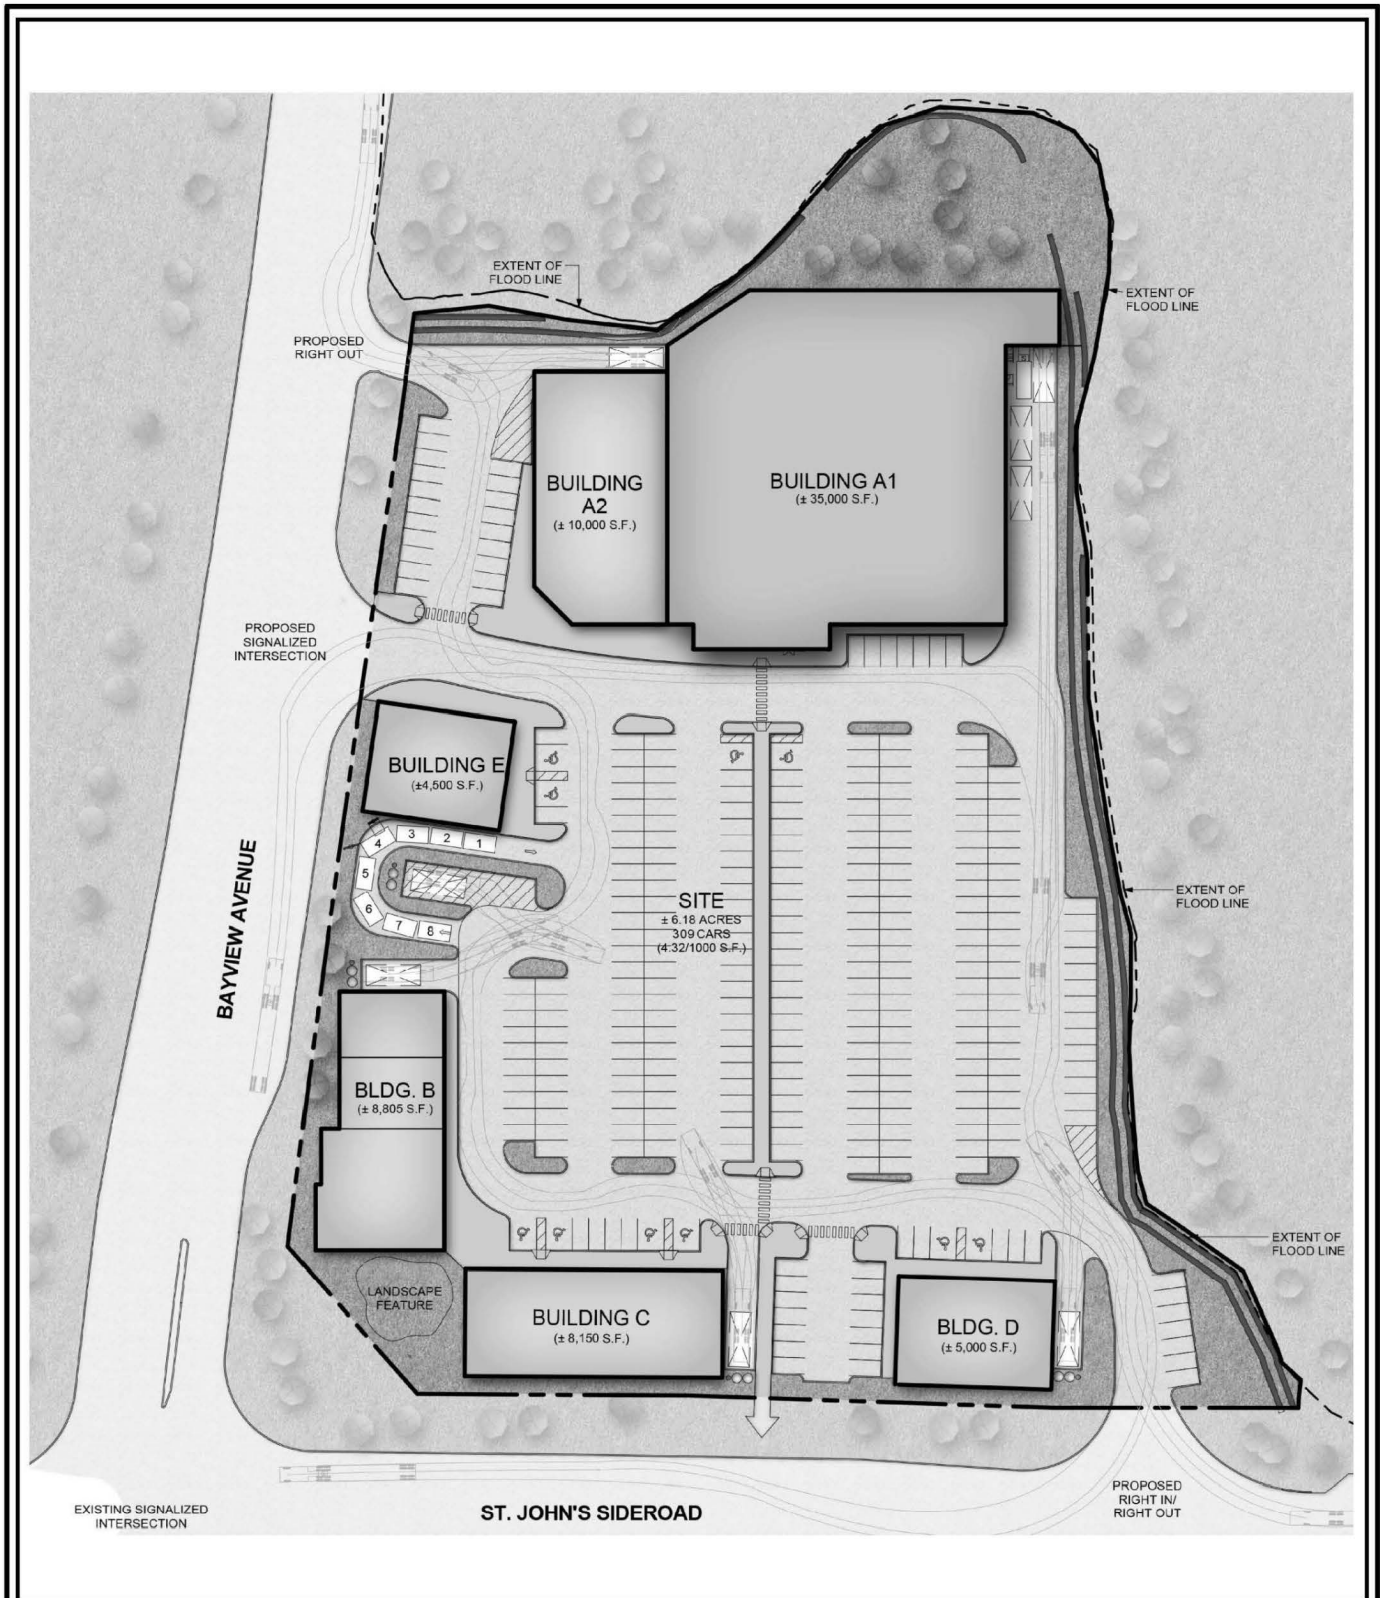 EXTENT OF
FLOOD LINE
EXTENT OF
FLOOD LINE
PROPOSED
RIGHT OUT
BUILDING
A2
(± 10,000 S.F.)
BUILDING A1
(± 35,000 S.F.)
PROPOSED
SIGNALIZED
INTERSECTION
BUILDING E
(±4,500 S.F.)
1
2
3
4
5
6
7
8
BAYVIEW AVENUE
SITE
± 6.18 ACRES
309 CARS
(4.32/1000 S.F.)
EXTENT OF
FLOOD LINE
BLDG. B
(± 8,805 S.F.)
EXTENT OF
FLOOD LINE
LANDSCAPE
FEATURE
BUILDING C
(± 8,150 S.F.)
BLDG. D
(± 5,000 S.F.)
EXISTING SIGNALIZED
INTERSECTION
ST. JOHN'S SIDEROAD
PROPOSED
RIGHT IN/
RIGHT OUT